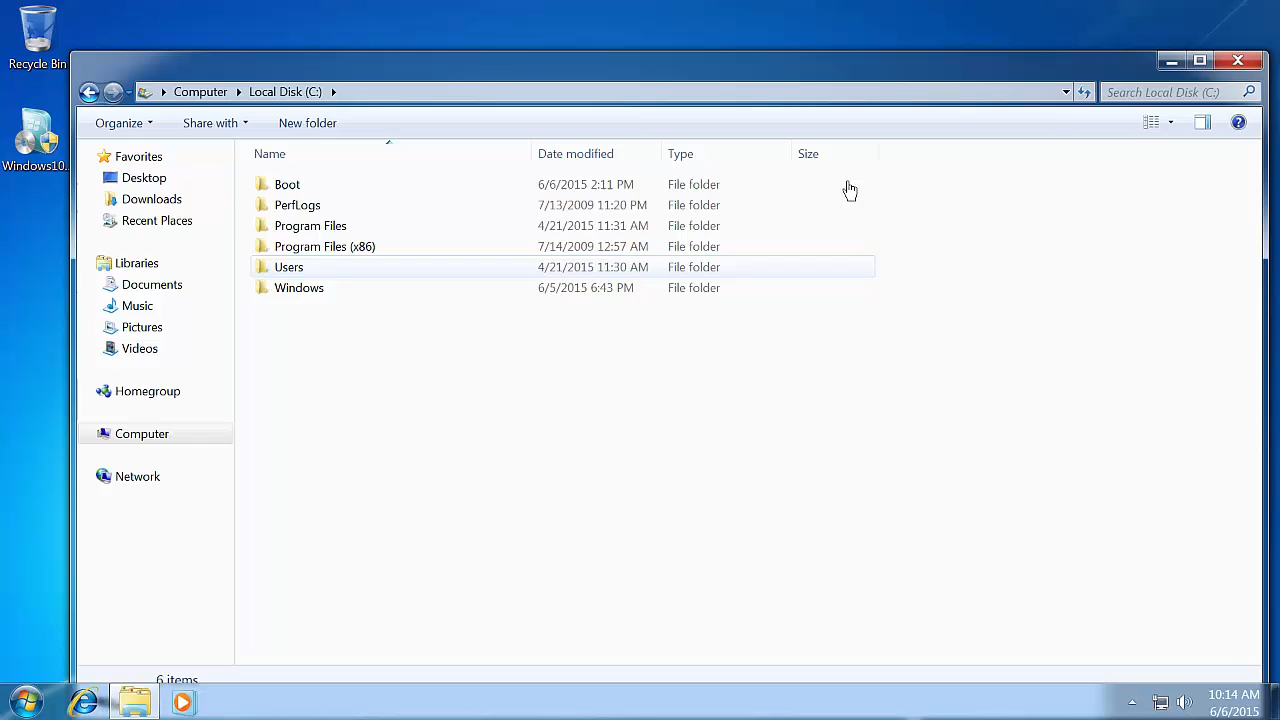 Recycle Bin
Windows10...
Computer Local Disk (C:)
Search Local Disk (C:)
Organize Share with New folder
Name Date modified Type Size
Favorites
Desktop
Downloads
Recent Places
Libraries
Documents
Music
Pictures
Videos
Homegroup
Computer
Network
Boot 6/6/2015 2:11 PM File folder
PerfLogs 7/13/2009 11:20 PM File folder
Program Files 4/21/2015 11:31 AM File folder
Program Files (x86) 7/14/2009 12:57 AM File folder
Users 4/21/2015 11:30 AM File folder
Windows 6/5/2015 6:43 PM File folder
6 items
10:14 AM
6/6/2015